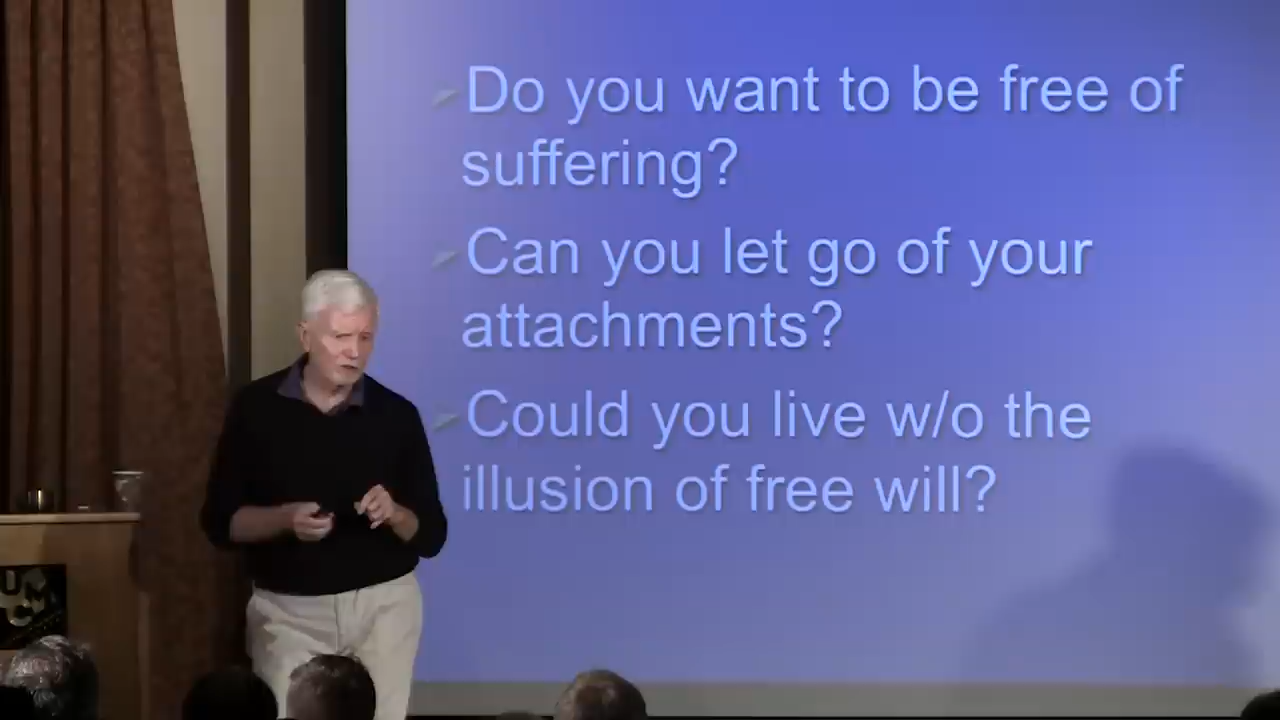 Do you want to be free of
suffering?
Can you let go of your
attachments?
Could you live w/o the
illusion of free will?
UM
C